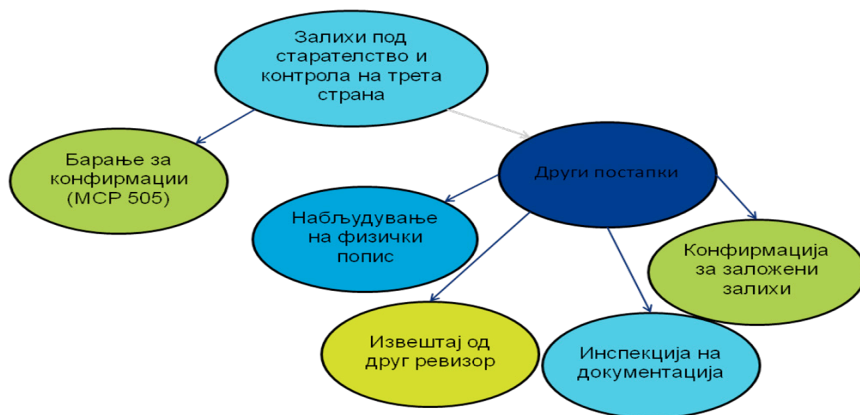 Залихи под
старателство и
контрола на трета
страна
Барање за
конфирмации
(МСР 505)
Други постапки
Набљудување
на физички
попис
Конфирмација
за заложени
залихи
Извештај од
друг ревизор
Инспекција на
документација